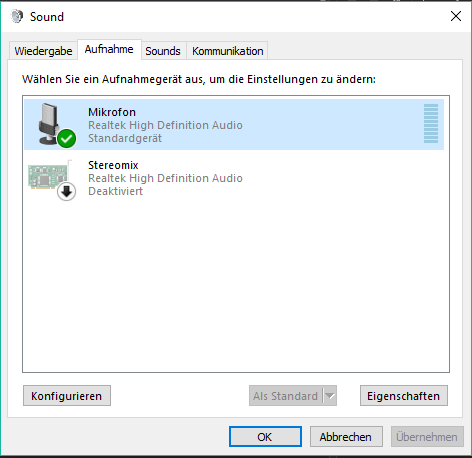 Sound
Wiedergabe Aufnahme Sounds Kommunikation
Wählen Sie ein Aufnahmegerät aus, um die Einstellungen zu ändern:
Mikrofon
Realtek High Definition Audio
Standardgerät
Stereomix
Realtek High Definition Audio
Deaktiviert
Konfigurieren Als Standard Eigenschaften
OK Abbrechen Übernehmen